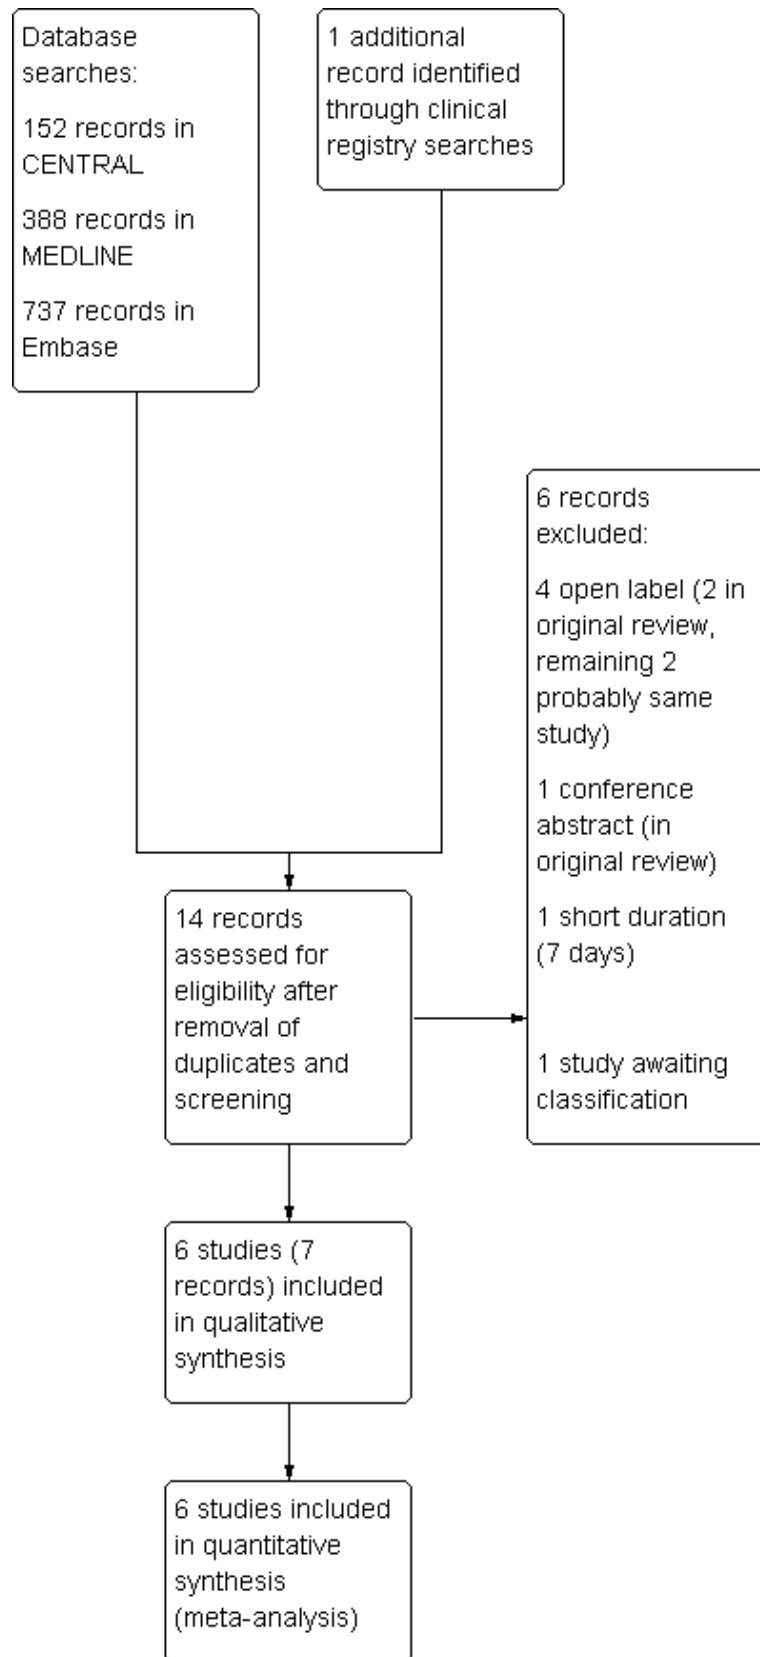 Database
searches:
152 records in
CENTRAL
388 records in
MEDLINE
737 records in
Embase
1 additional
record identified
through clinical
registry searches
6 records
excluded:
4 open label (2 in
original review,
remaining 2
probably same
study)
1 conference
abstract (in
original review)
1 short duration
(7 days)
1 study awaiting
classification
14 records
assessed for
eligibility after
removal of
duplicates and
screening
6 studies (7
records) included
in qualitative
synthesis
6 studies included
in quantitative
synthesis
(meta-analysis)